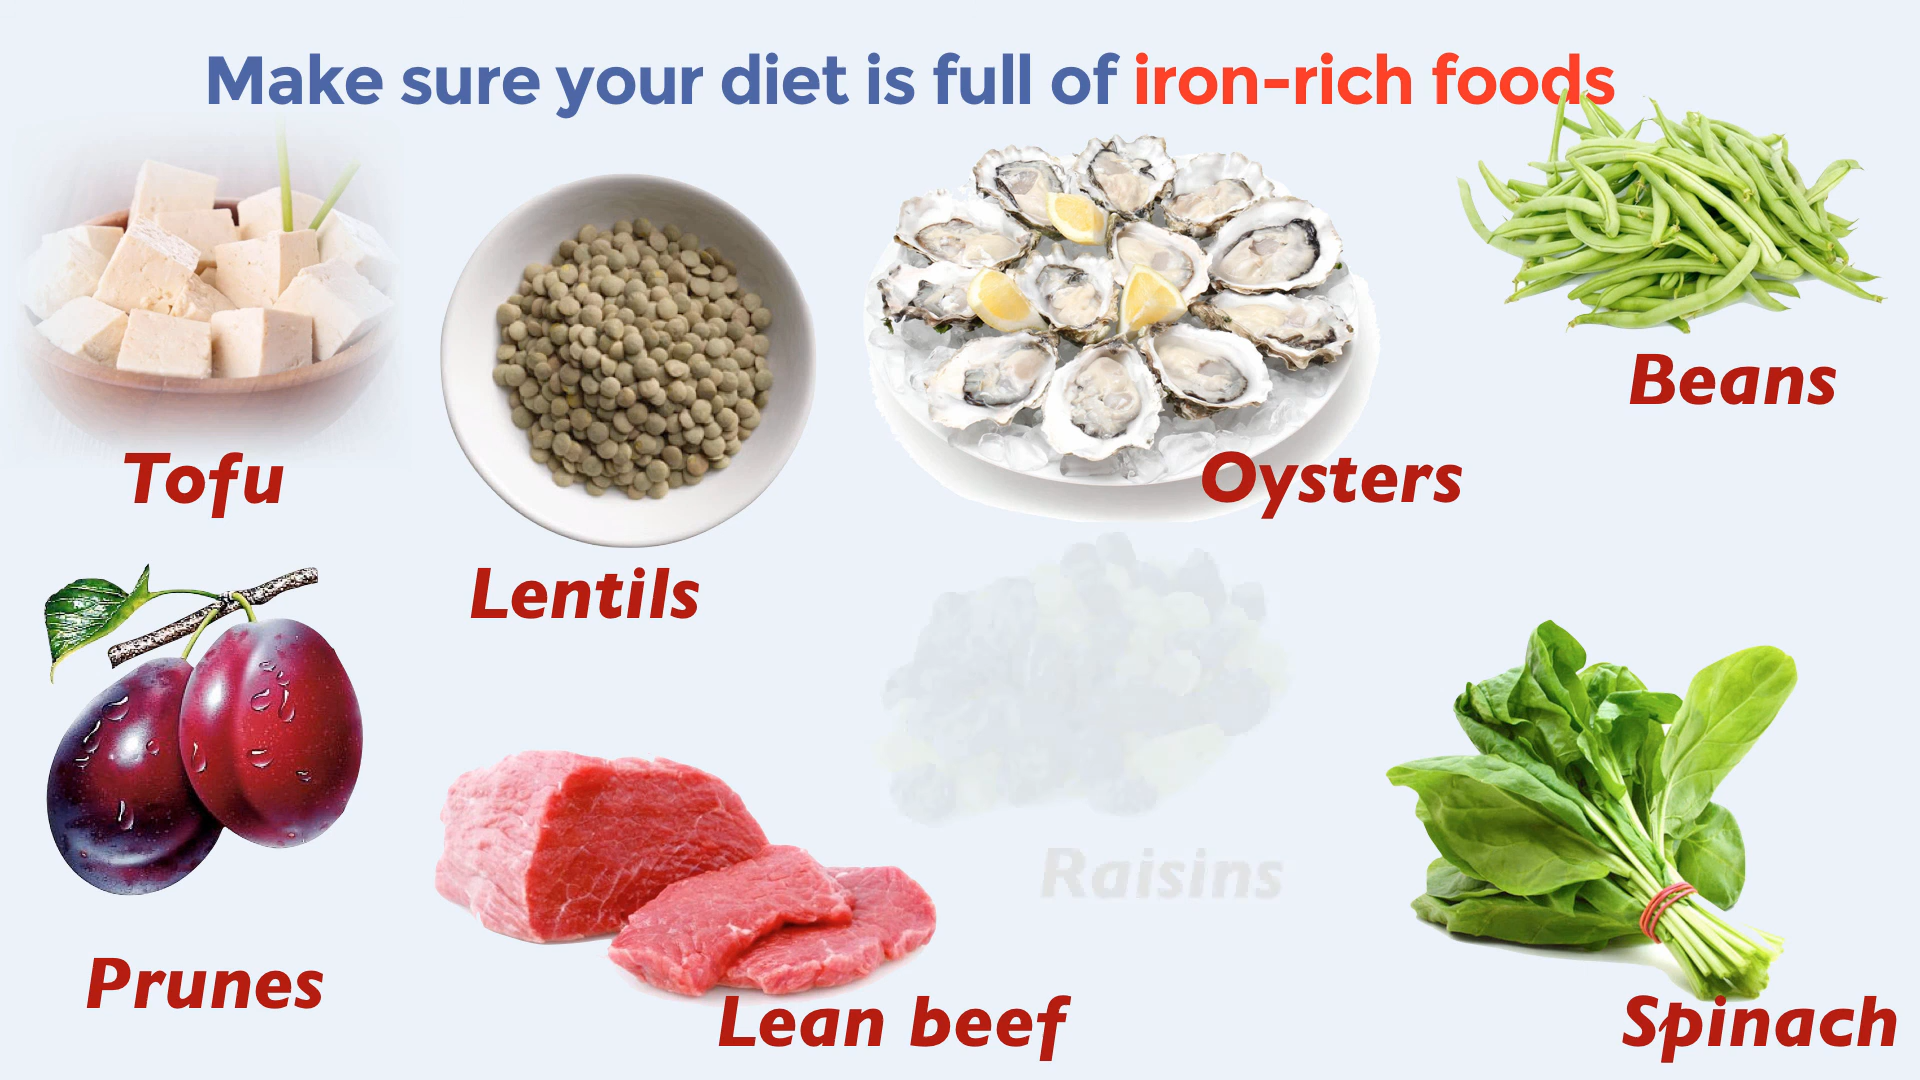 Make sure your diet is full of iron-rich foods
Beans
Tofu
Oysters
Lentils
Raisins
Prunes
Lean beef
Spinach